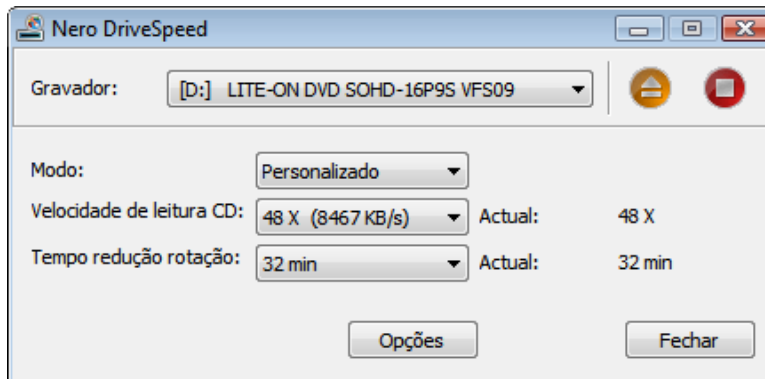 Nero DriveSpeed
Gravador: [D:] LITE-ON DVD SOHD-16P9S VFS09
Modo: Personalizado
Velocidade de leitura CD: 48 X (8467 KB/s) Actual: 48 X
Tempo redução rotação: 32 min Actual: 32 min
Opções Fechar